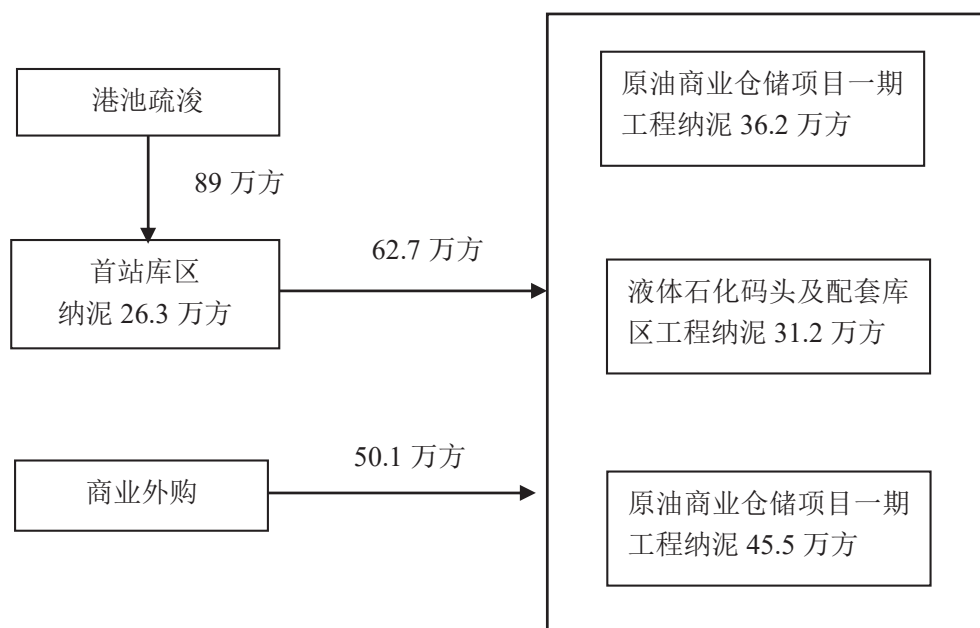 港池疏浚
89 万方
首站库区
纳泥 26.3 万方
62.7 万方
商业外购
50.1 万方
原油商业仓储项目一期
工程纳泥 36.2 万方
液体石化码头及配套库
区工程纳泥 31.2 万方
原油商业仓储项目一期
工程纳泥 45.5 万方